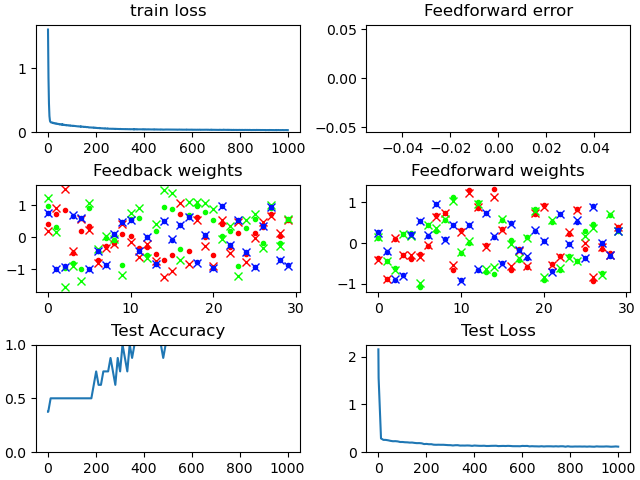 train loss
Feedforward error
1
0
0 200 400 600 800 1000
0.05
0.00
−0.05
−0.04 −0.02 0.00 0.02 0.04
Feedback weights
Feedforward weights
1
0
−1
0 10 20 30
1
0
−1
0 10 20 30
Test Accuracy
Test Loss
1.0
0.5
0.0
0 200 400 600 800 1000
2
1
0
0 200 400 600 800 1000